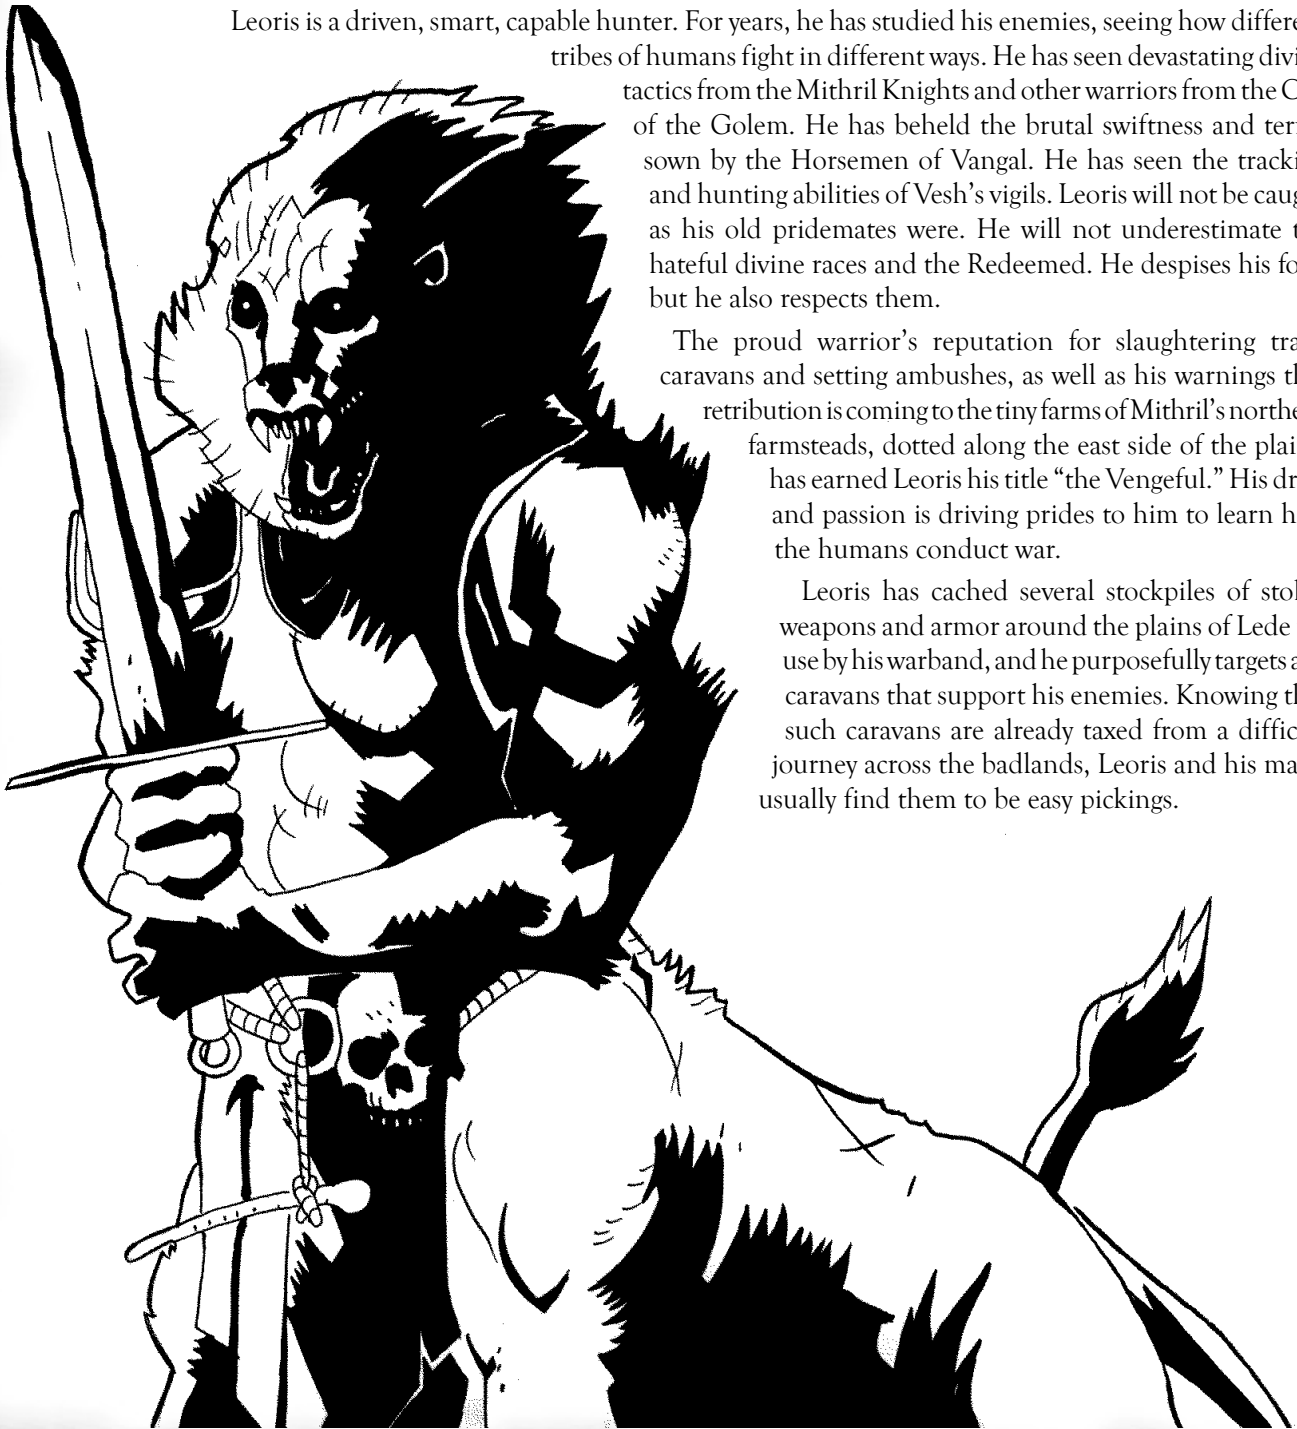 Leoris is a driven, smart, capable hunter. For years, he has studied his enemies, seeing how differe
tribes of humans fight in different ways. He has seen devastating divi
tactics from the Mithril Knights and other warriors from the C
of the Golem. He has beheld the brutal swiftness and terr
sown by the Horsemen of Vangal. He has seen the tracki
and hunting abilities of Vesh’s vigils. Leoris will not be caug
as his old pridemates were. He will not underestimate t
hateful divine races and the Redeemed. He despises his fo
but he also respects them.
The proud warrior’s reputation for slaughtering tra
caravans and setting ambushes, as well as his warnings th
retribution is coming to the tiny farms of Mithril’s northe
farmsteads, dotted along the east side of the plai
has earned Leoris his title “the Vengeful.” His dr
and passion is driving prides to him to learn h
the humans conduct war.
Leoris has cached several stockpiles of stol
weapons and armor around the plains of Lede
use by his warband, and he purposefully targets a
caravans that support his enemies. Knowing th
such caravans are already taxed from a diffic
journey across the badlands, Leoris and his ma
usually find them to be easy pickings.